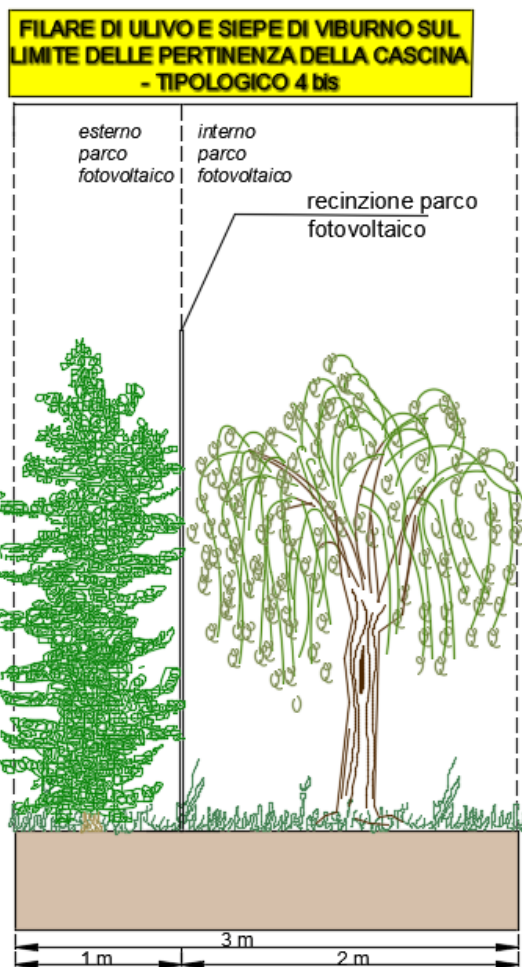 FILARE DI ULIVO E SIEPE DI VIBURNO SUL
LIMITE DELLE PERTINENZA DELLA CASCINA
- TIPOLOGICO 4 bis
esterno
parco
fotovoltaico
interno
parco
fotovoltaico
recinzione parco
fotovoltaico
3 m
1 m
2 m